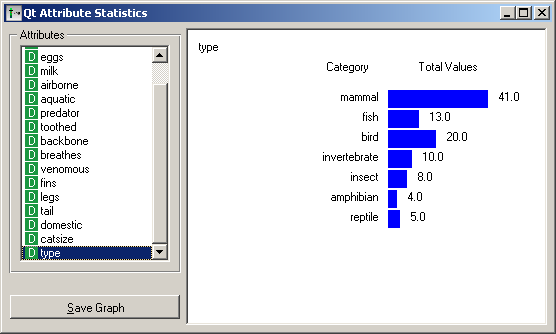 Qt Attribute Statistics
Attributes
D eggs
D milk
D airborne
D aquatic
D predator
D toothed
D backbone
D breathes
D venomous
D fins
D legs
D tail
D domestic
D catsize
D type
Save Graph
type
Category Total Values
mammal 41.0
fish 13.0
bird 20.0
invertebrate 10.0
insect 8.0
amphibian 4.0
reptile 5.0